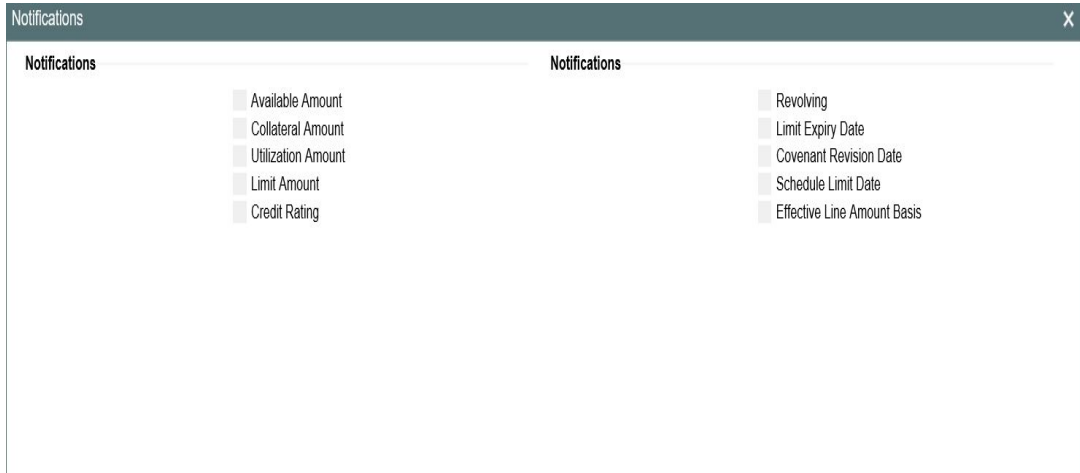 Notifications X
Notifications
Available Amount
Collateral Amount
Utilization Amount
Limit Amount
Credit Rating
Notifications
Revolving
Limit Expiry Date
Covenant Revision Date
Schedule Limit Date
Effective Line Amount Basis